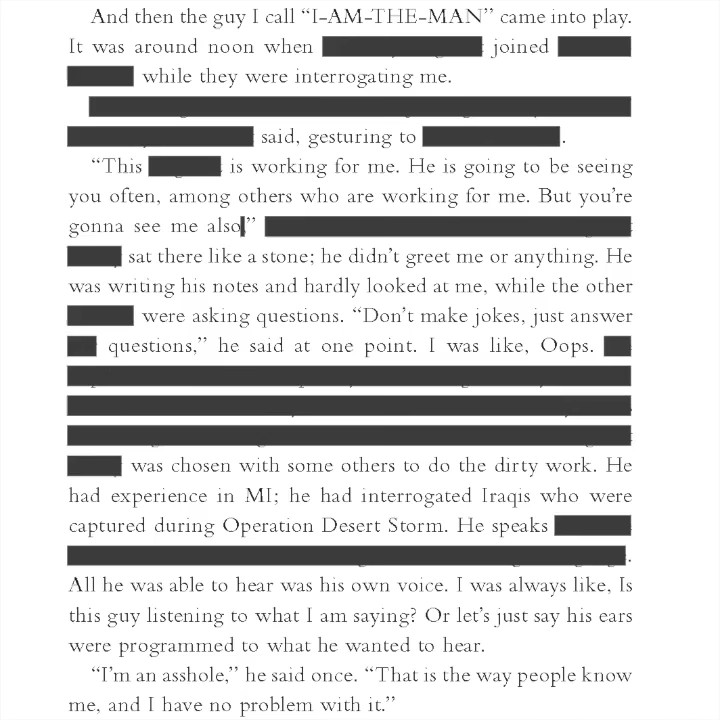 And then the guy I call “I-AM-THE-MAN” came into play.
It was around noon when joined
while they were interrogating me.
said, gesturing to .
“This is working for me. He is going to be seeing
you often, among others who are working for me. But you’re
gonna see me also.”
sat there like a stone; he didn’t greet me or anything. He
was writing his notes and hardly looked at me, while the other
were asking questions. “Don’t make jokes, just answer
questions,” he said at one point. I was like, Oops.
was chosen with some others to do the dirty work. He
had experience in MI; he had interrogated Iraqis who were
captured during Operation Desert Storm. He speaks
.
All he was able to hear was his own voice. I was always like, Is
this guy listening to what I am saying? Or let’s just say his ears
were programmed to what he wanted to hear.
“I’m an asshole,” he said once. “That is the way people know
me, and I have no problem with it.”